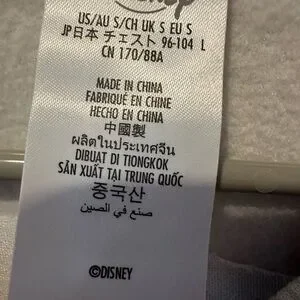 Disney
US/AU S/CH UK S EU S
JP日本 チェスト 96-104 L
CN 170/88A
MADE IN CHINA
FABRIQUÉ EN CHINE
HECHO EN CHINA
中國製
ผลิตในประเทศจีน
DIBUAT DI TIONGKOK
SẢN XUẤT TẠI TRUNG QUỐC
중국산
صنع في الصين
©DISNEY